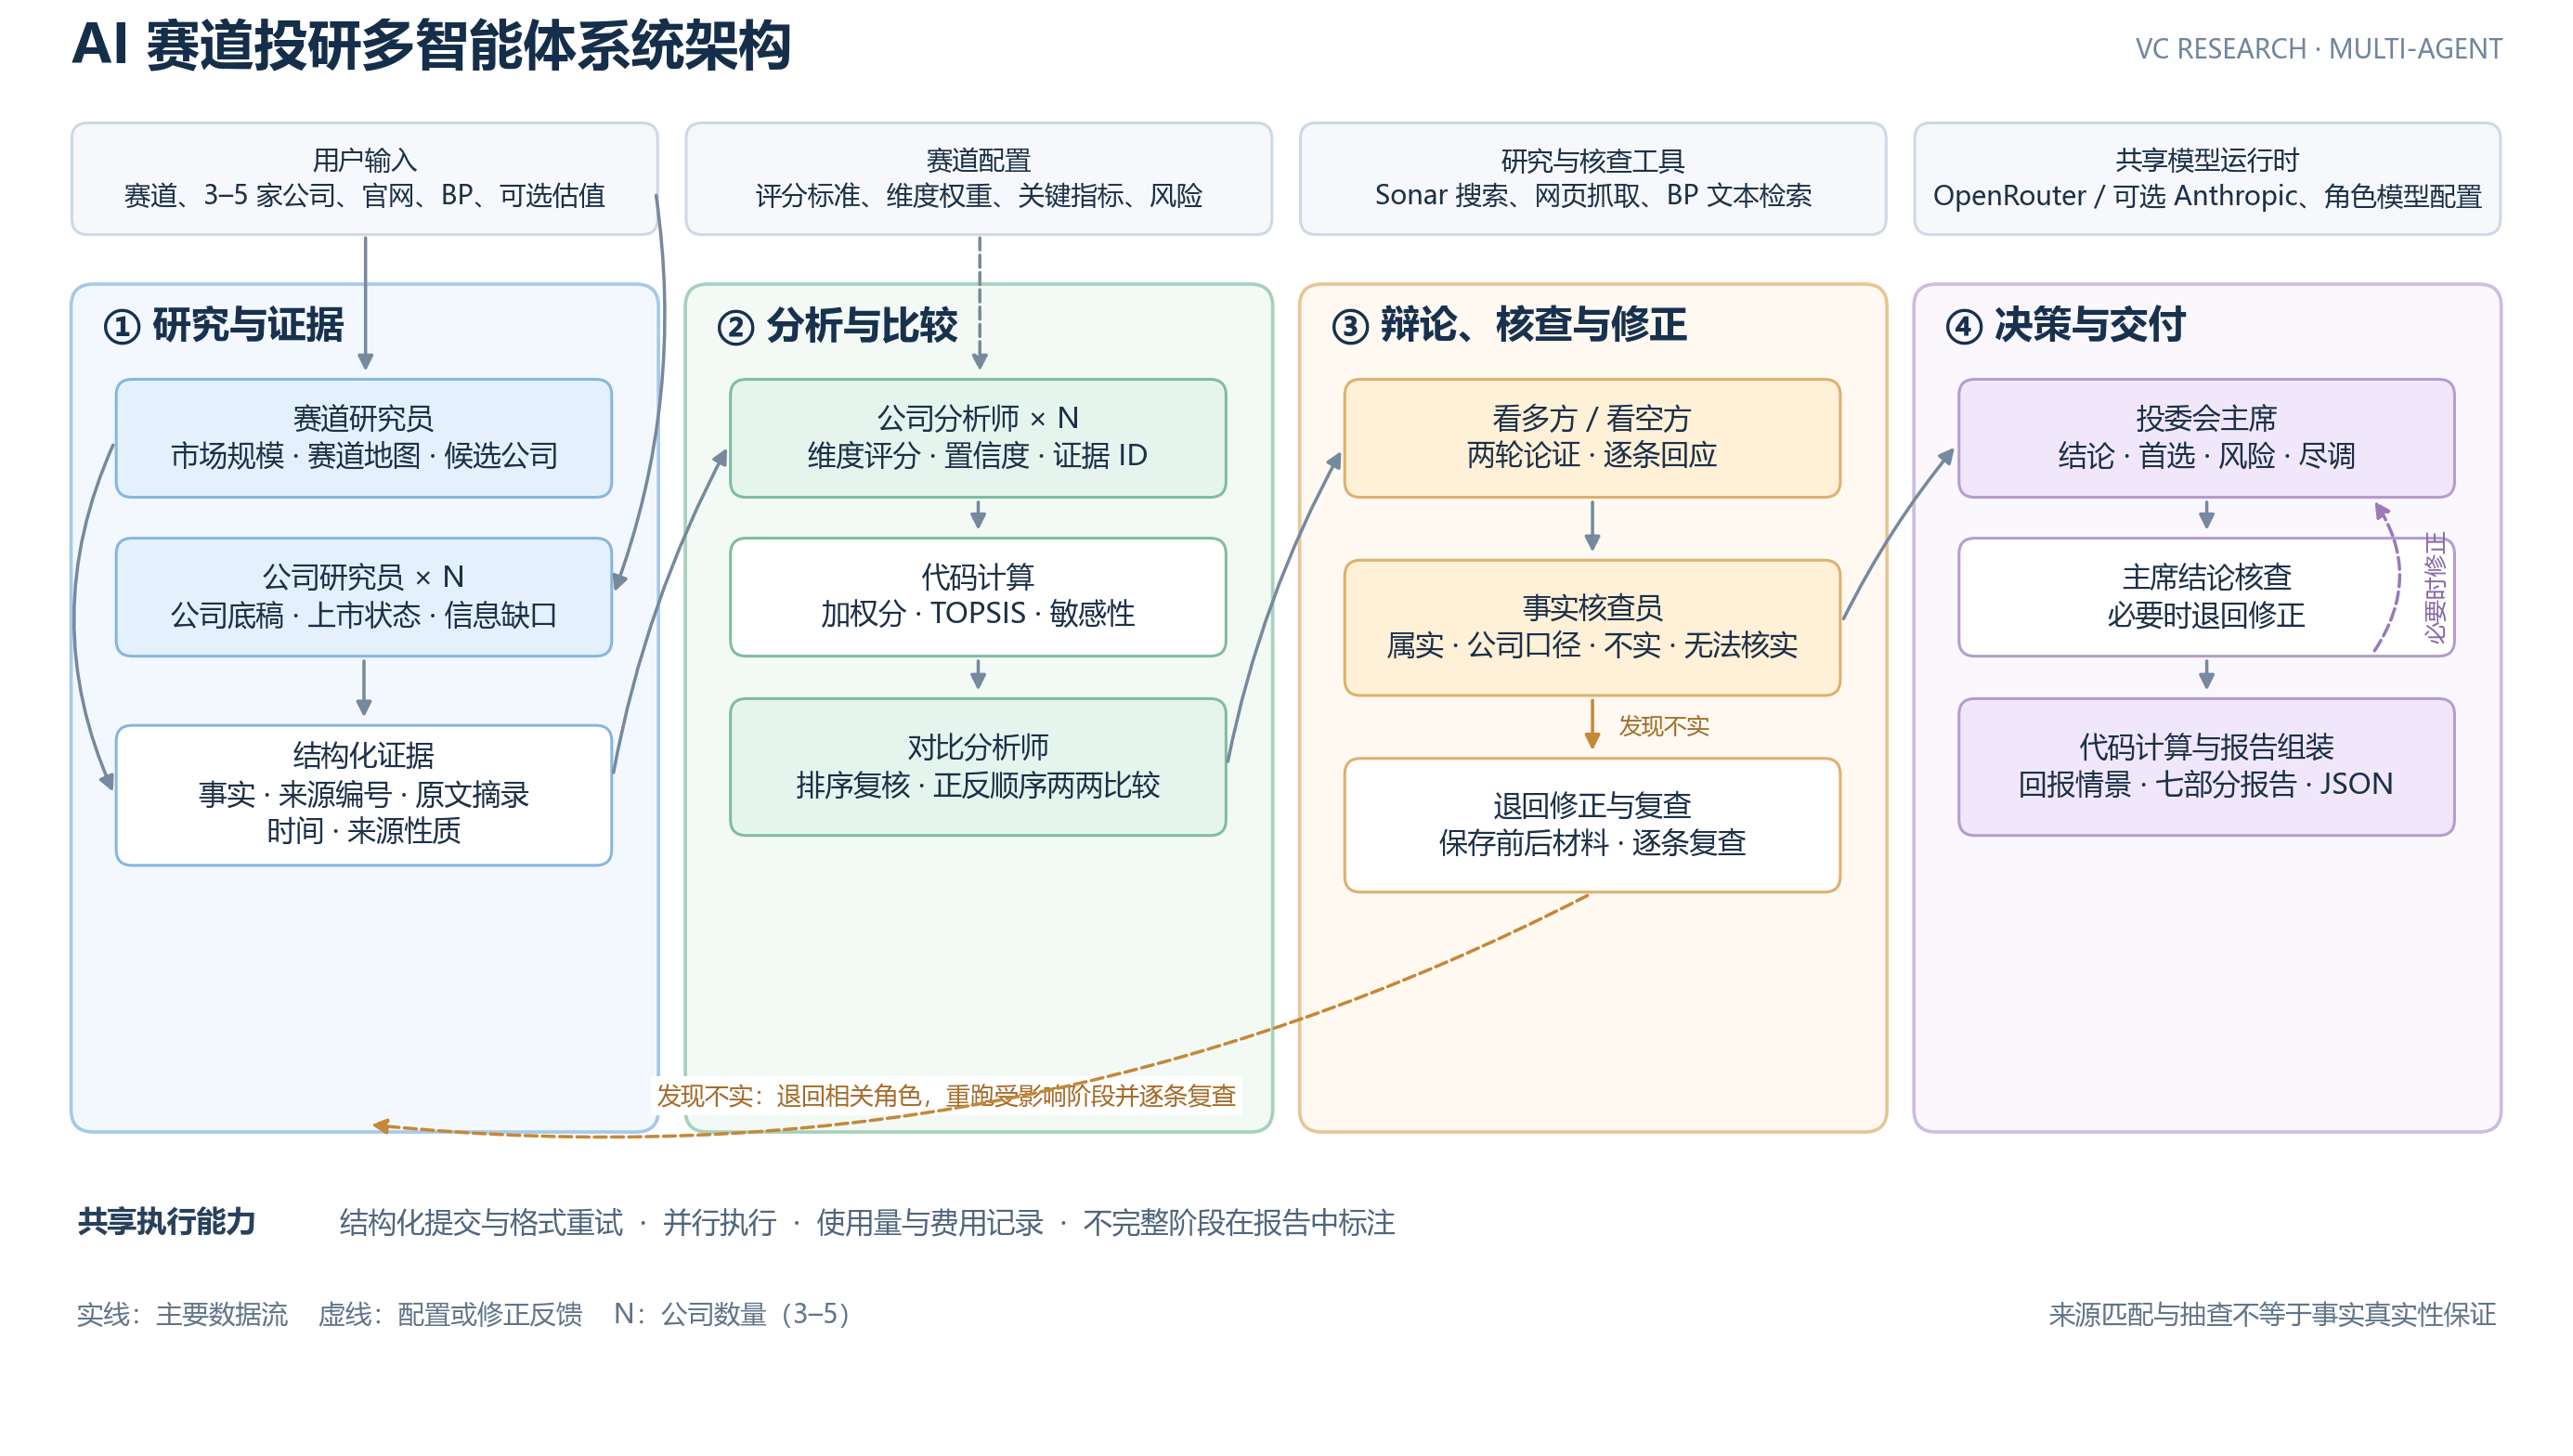 AI 赛道投研多智能体系统架构
VC RESEARCH · MULTI-AGENT
用户输入
赛道、3–5 家公司、官网、BP、可选估值
赛道配置
评分标准、维度权重、关键指标、风险
研究与核查工具
Sonar 搜索、网页抓取、BP 文本检索
共享模型运行时
OpenRouter / 可选 Anthropic、角色模型配置
① 研究与证据
赛道研究员
市场规模 · 赛道地图 · 候选公司
公司研究员 × N
公司底稿 · 上市状态 · 信息缺口
结构化证据
事实 · 来源编号 · 原文摘录
时间 · 来源性质
② 分析与比较
公司分析师 × N
维度评分 · 置信度 · 证据 ID
代码计算
加权分 · TOPSIS · 敏感性
对比分析师
排序复核 · 正反顺序两两比较
③ 辩论、核查与修正
看多方 / 看空方
两轮论证 · 逐条回应
事实核查员
属实 · 公司口径 · 不实 · 无法核实
发现不实
退回修正与复查
保存前后材料 · 逐条复查
④ 决策与交付
投委会主席
结论 · 首选 · 风险 · 尽调
主席结论核查
必要时退回修正
必要时修正
代码计算与报告组装
回报情景 · 七部分报告 · JSON
发现不实：退回相关角色，重跑受影响阶段并逐条复查
共享执行能力
结构化提交与格式重试 · 并行执行 · 使用量与费用记录 · 不完整阶段在报告中标注
实线：主要数据流 虚线：配置或修正反馈 N：公司数量（3–5）
来源匹配与抽查不等于事实真实性保证